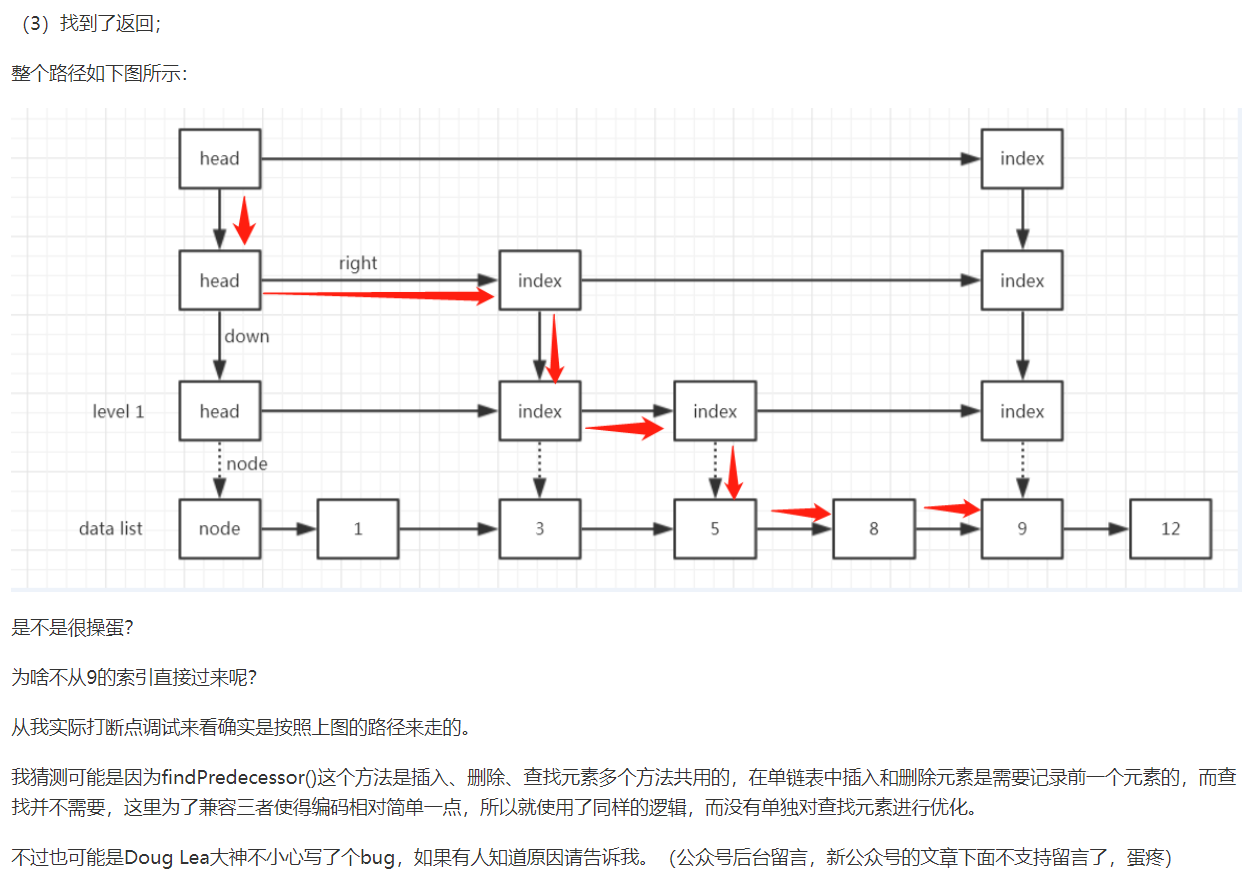 （3）找到了返回；
整个路径如下图所示：
head index
right
head index index
down
level 1 head index index index
node
data list node 1 3 5 8 9 12
是不是很操蛋？
为啥不从9的索引直接过来呢？
从我实际打断点调试来看确实是按照上图的路径来走的。
我猜测可能是因为findPredecessor()这个方法是插入、删除、查找元素多个方法共用的，在单链表中插入和删除元素是需要记录前一个元素的，而查
找并不需要，这里为了兼容三者使得编码相对简单一点，所以就使用了同样的逻辑，而没有单独对查找元素进行优化。
不过也可能是Doug Lea大神不小心写了个bug，如果有人知道原因请告诉我。（公众号后台留言，新公众号的文章下面不支持留言了，蛋疼）